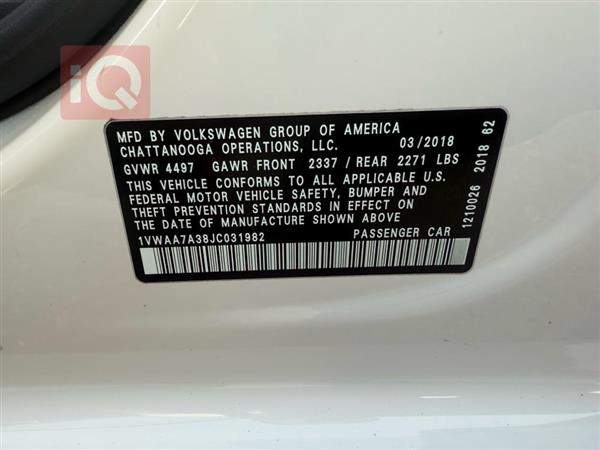 iQ
MFD BY VOLKSWAGEN GROUP OF AMERICA
CHATTANOOGA OPERATIONS, LLC. 03/2018
GVWR 4497 GAWR FRONT 2337 / REAR 2271 LBS
THIS VEHICLE CONFORMS TO ALL APPLICABLE U.S.
FEDERAL MOTOR VEHICLE SAFETY, BUMPER AND
THEFT PREVENTION STANDARDS IN EFFECT ON
THE DATE OF MANUFACTURE SHOWN ABOVE
1VWAA7A38JC031982 PASSENGER CAR
1210026 2018 62